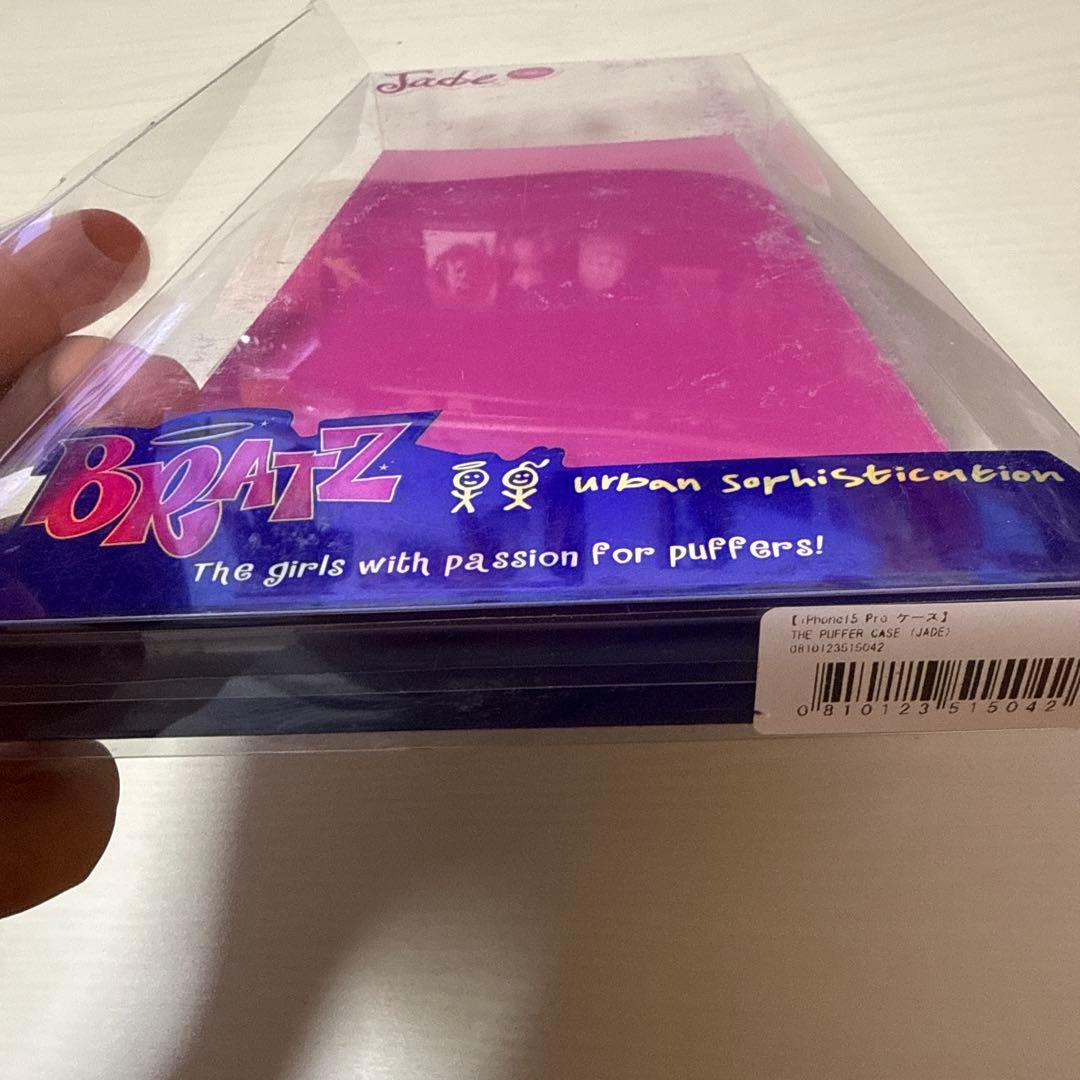 Jade
BRATZ
urban sophistication
The girls with passion for puffers!
【iPhone15 Pro ケース】
THE PUFFER CASE (JADE)
0810123515042
0 810123 515042